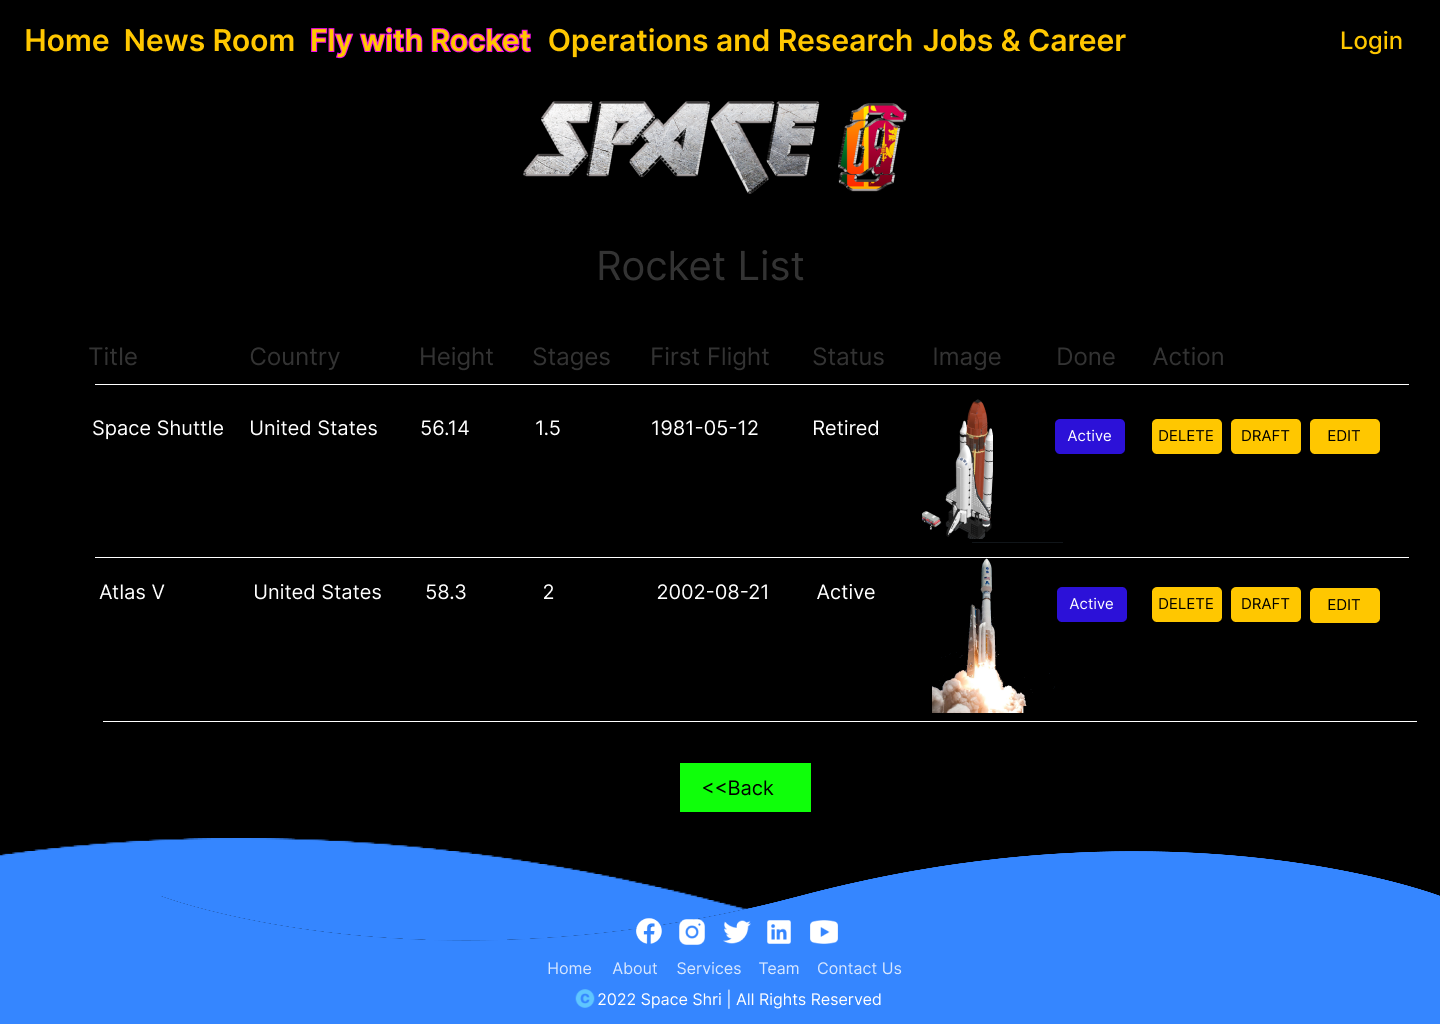 Home News Room Fly with Rocket Operations and Research Jobs & Career Login
SPACE
Rocket List
Title Country Height Stages First Flight Status Image Done Action
Space Shuttle United States 56.14 1.5 1981-05-12 Retired Active DELETE DRAFT EDIT
Atlas V United States 58.3 2 2002-08-21 Active Active DELETE DRAFT EDIT
<<Back
Home About Services Team Contact Us
© 2022 Space Shri | All Rights Reserved